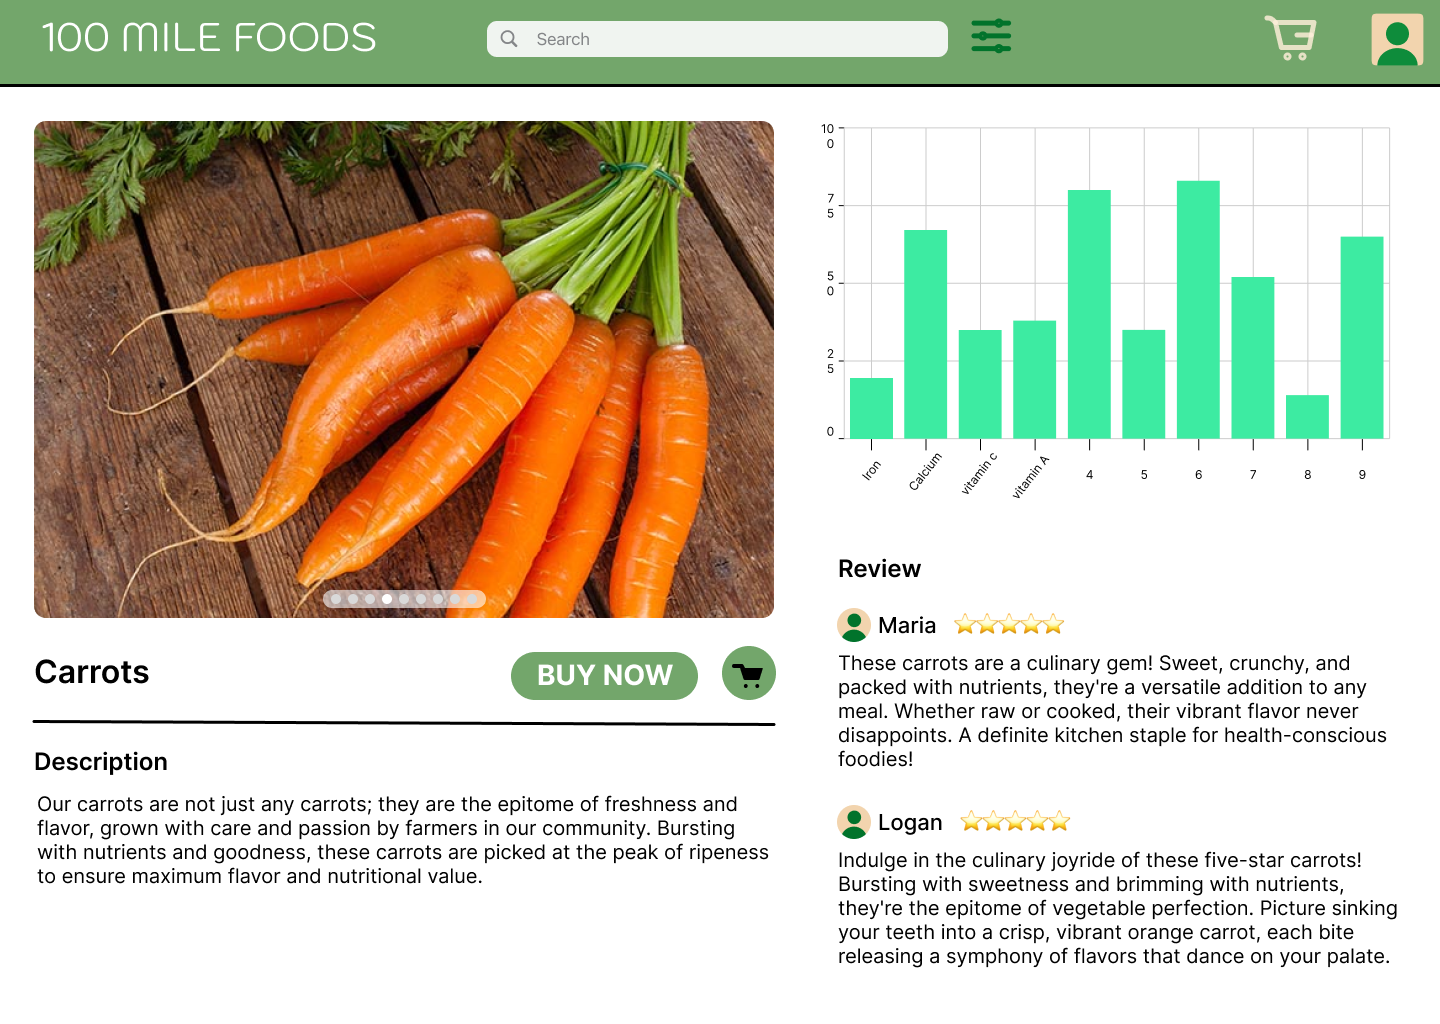 100 MILE FOODS
Search
10
0
7
5
5
0
2
5
0
Iron
Calcium
vitamin c
vitamin A
4
5
6
7
8
9
Carrots
BUY NOW
Description
Our carrots are not just any carrots; they are the epitome of freshness and
flavor, grown with care and passion by farmers in our community. Bursting
with nutrients and goodness, these carrots are picked at the peak of ripeness
to ensure maximum flavor and nutritional value.
Review
Maria
These carrots are a culinary gem! Sweet, crunchy, and
packed with nutrients, they're a versatile addition to any
meal. Whether raw or cooked, their vibrant flavor never
disappoints. A definite kitchen staple for health-conscious
foodies!
Logan
Indulge in the culinary joyride of these five-star carrots!
Bursting with sweetness and brimming with nutrients,
they're the epitome of vegetable perfection. Picture sinking
your teeth into a crisp, vibrant orange carrot, each bite
releasing a symphony of flavors that dance on your palate.